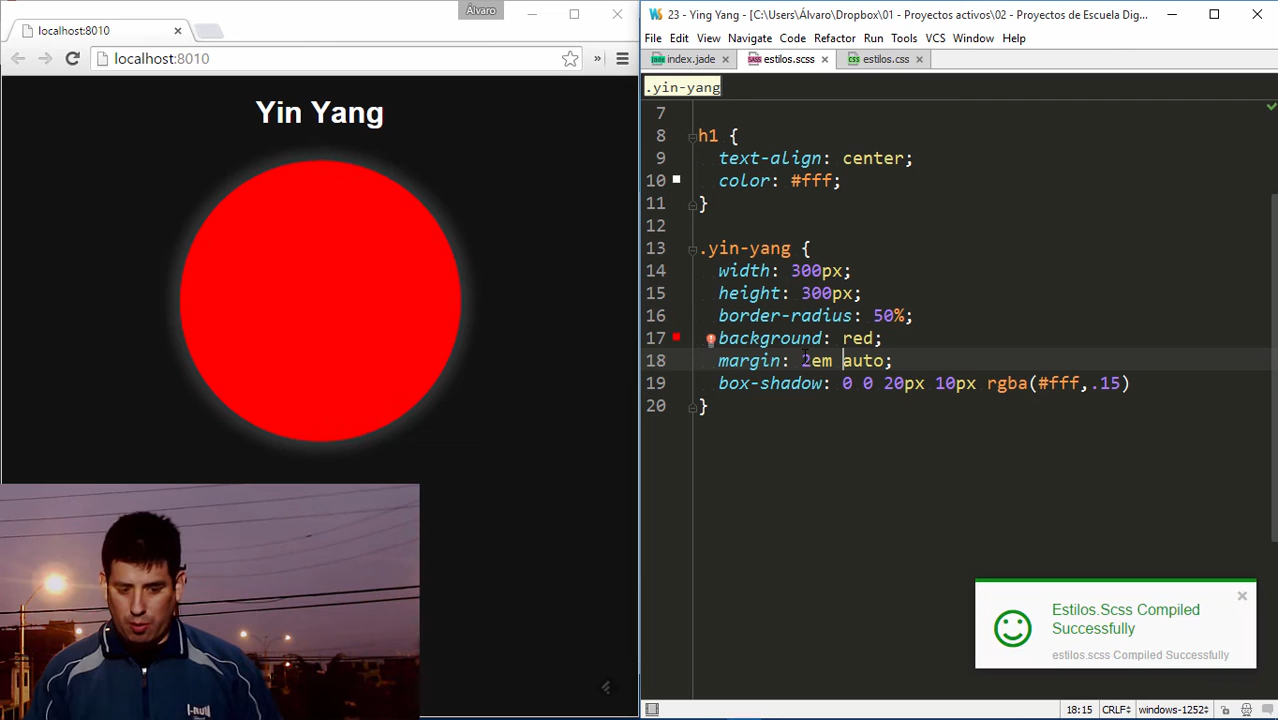 Álvaro
localhost:8010
localhost:8010
»
Yin Yang
23 - Ying Yang - [C:\Users\Álvaro\Dropbox\01 - Proyectos activos\02 - Proyectos de Escuela Dig...
File Edit View Navigate Code Refactor Run Tools VCS Window Help
index.jade estilos.scss estilos.css
.yin-yang
7
8 h1 {
9 text-align: center;
10 color: #fff;
11 }
12
13 .yin-yang {
14 width: 300px;
15 height: 300px;
16 border-radius: 50%;
17 background: red;
18 margin: 2em auto;
19 box-shadow: 0 0 20px 10px rgba(#fff,.15)
20 }
Estilos.Scss Compiled
Successfully
estilos.scss Compiled Successfully
18:15 CRLF windows-1252